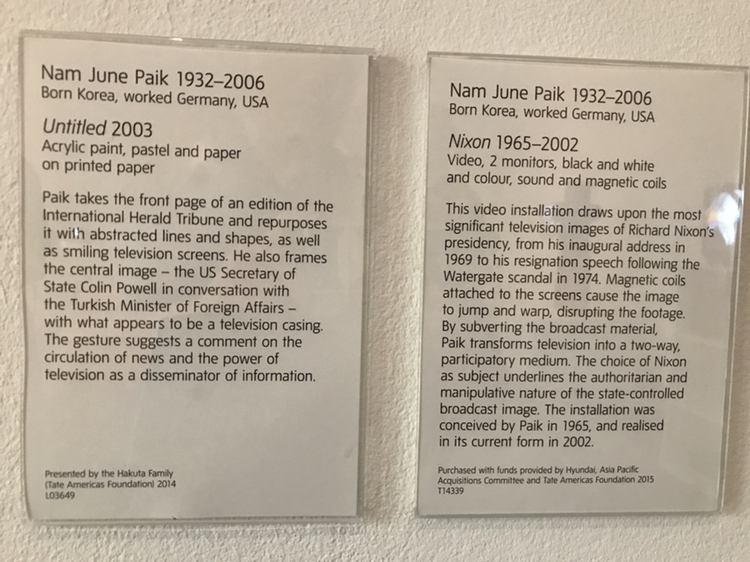 Nam June Paik 1932–2006
Born Korea, worked Germany, USA
Untitled 2003
Acrylic paint, pastel and paper
on printed paper
Paik takes the front page of an edition of the
International Herald Tribune and repurposes
it with abstracted lines and shapes, as well
as smiling television screens. He also frames
the central image – the US Secretary of
State Colin Powell in conversation with
the Turkish Minister of Foreign Affairs –
with what appears to be a television casing.
The gesture suggests a comment on the
circulation of news and the power of
television as a disseminator of information.
Presented by the Hakuta Family
(Tate Americas Foundation) 2014
L03649
Nam June Paik 1932–2006
Born Korea, worked Germany, USA
Nixon 1965–2002
Video, 2 monitors, black and white
and colour, sound and magnetic coils
This video installation draws upon the most
significant television images of Richard Nixon's
presidency, from his inaugural address in
1969 to his resignation speech following the
Watergate scandal in 1974. Magnetic coils
attached to the screens cause the image
to jump and warp, disrupting the footage.
By subverting the broadcast material,
Paik transforms television into a two-way,
participatory medium. The choice of Nixon
as subject underlines the authoritarian and
manipulative nature of the state-controlled
broadcast image. The installation was
conceived by Paik in 1965, and realised
in its current form in 2002.
Purchased with funds provided by Hyundai, Asia Pacific
Acquisitions Committee and Tate Americas Foundation 2015
T14339